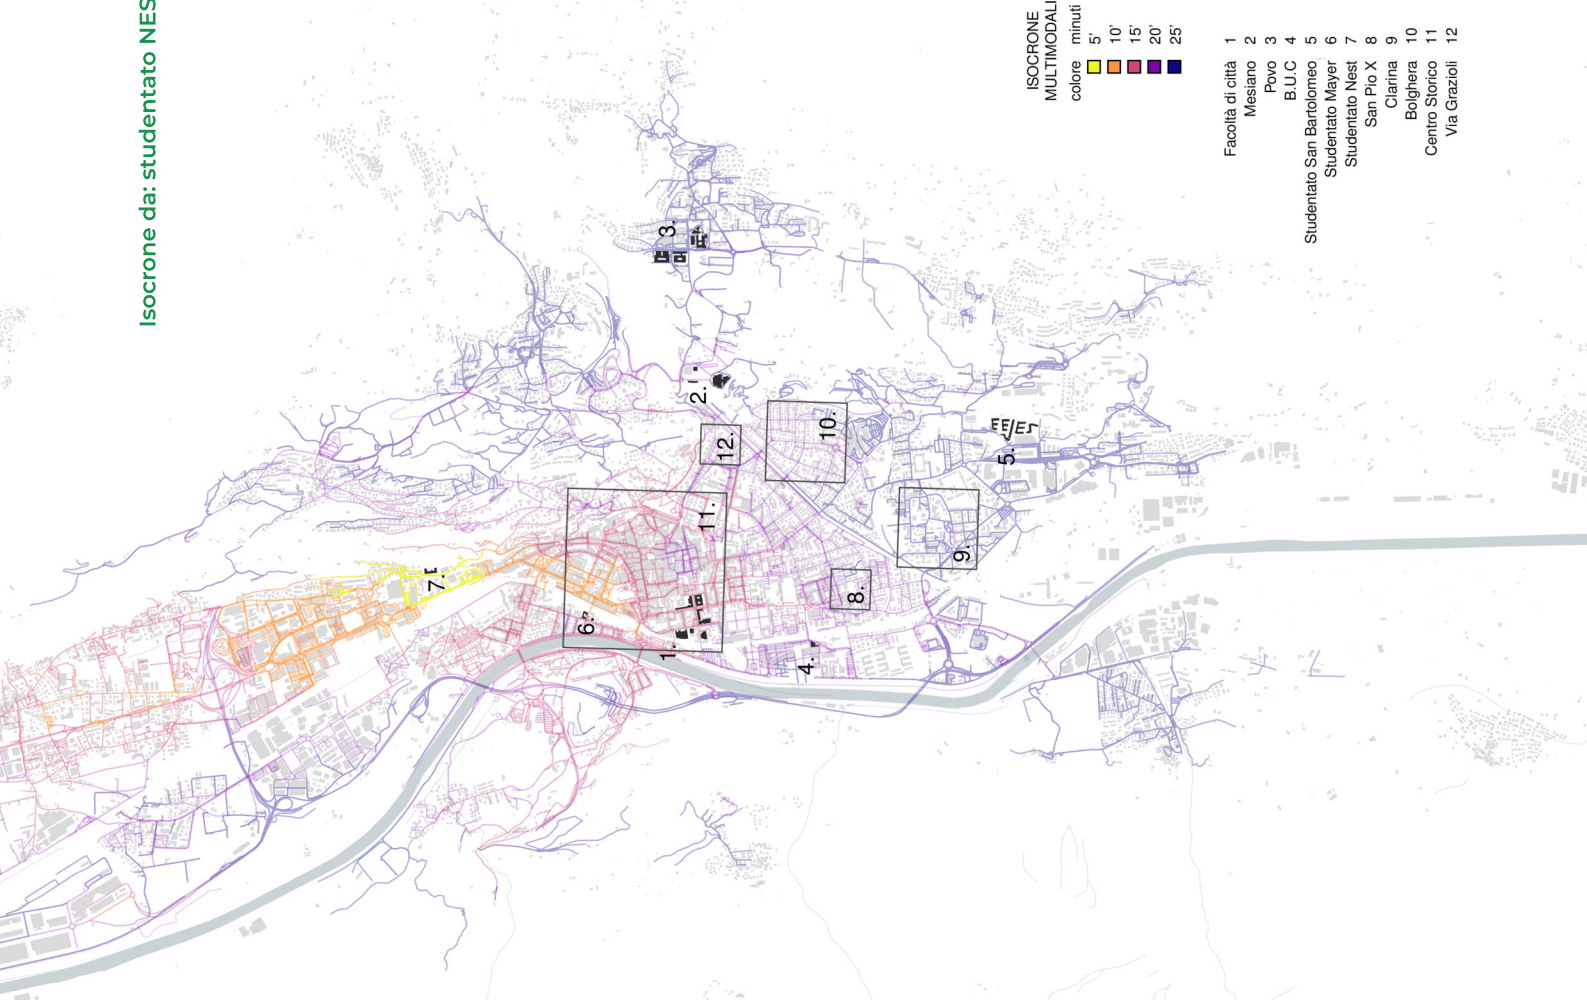 Isocrone da: studentato NES
ISOCRONE
MULTIMODALI
colore minuti
5'
10'
15'
20'
25'
Facoltà di città 1
Mesiano 2
Povo 3
B.U.C 4
Studentato San Bartolomeo 5
Studentato Mayer 6
Studentato Nest 7
San Pio X 8
Clarina 9
Bolghera 10
Centro Storico 11
Via Grazioli 12
3.
2.
12.
10.
11.
5.
9.
7.
8.
6.
1.
4.